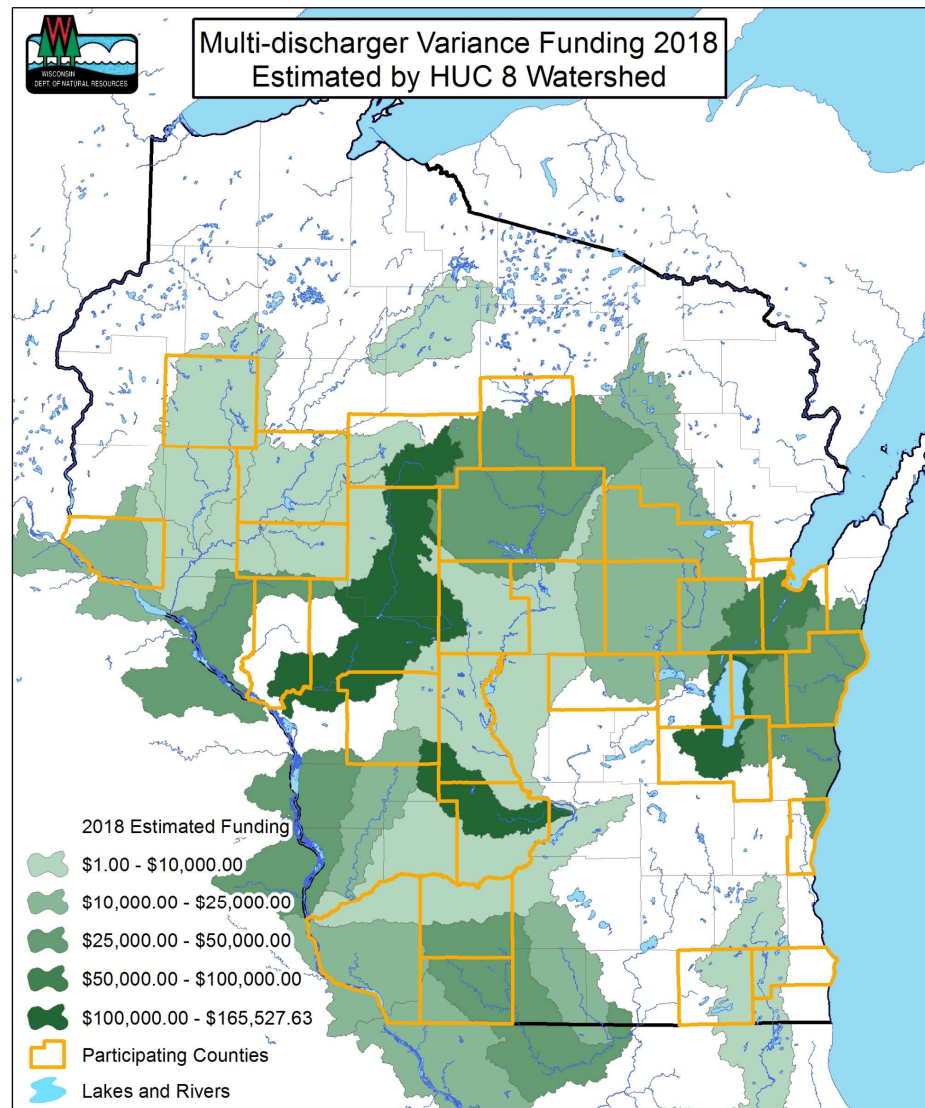 WISCONSIN
DEPT. OF NATURAL RESOURCES
Multi-discharger Variance Funding 2018
Estimated by HUC 8 Watershed
2018 Estimated Funding
$1.00 - $10,000.00
$10,000.00 - $25,000.00
$25,000.00 - $50,000.00
$50,000.00 - $100,000.00
$100,000.00 - $165,527.63
Participating Counties
Lakes and Rivers